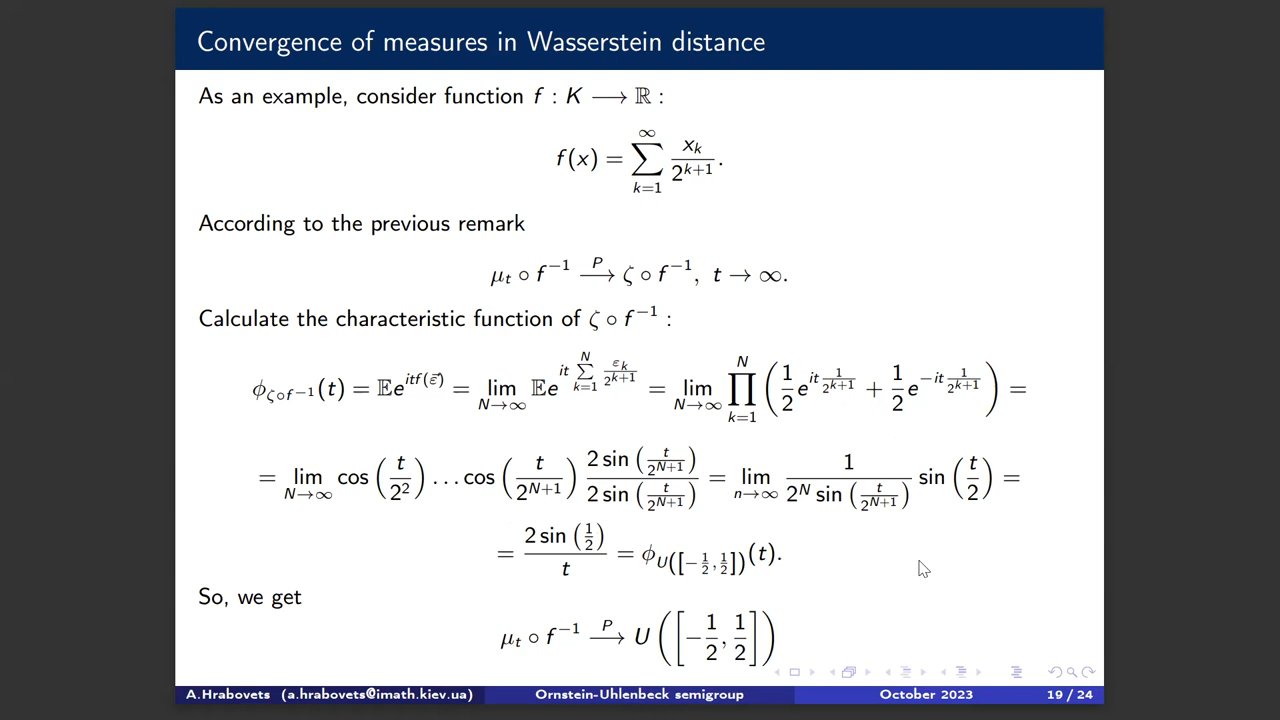 Convergence of measures in Wasserstein distance
As an example, consider function f : K ⟶ ℝ :
f(x) = ∑_{k=1}^{∞} x_k / 2^{k+1} .
According to the previous remark
μ_t ∘ f^{−1} ⟶^{P} ζ ∘ f^{−1}, t → ∞.
Calculate the characteristic function of ζ ∘ f^{−1} :
ϕ_{ζ∘f^{−1}}(t) = 𝔼e^{itf(ε⃗)} = lim_{N→∞} 𝔼e^{it ∑_{k=1}^{N} ε_k / 2^{k+1}} = lim_{N→∞} ∏_{k=1}^{N} ( 1/2 e^{it 1/2^{k+1}} + 1/2 e^{−it 1/2^{k+1}} ) =
= lim_{N→∞} cos ( t/2^2 ) . . . cos ( t/2^{N+1} ) 2 sin ( t/2^{N+1} ) / 2 sin ( t/2^{N+1} ) = lim_{n→∞} 1 / 2^N sin ( t/2^{N+1} ) sin ( t/2 ) =
= 2 sin ( 1/2 ) / t = ϕ_{U([−1/2,1/2])}(t).
So, we get
μ_t ∘ f^{−1} ⟶^{P} U ( [ −1/2, 1/2 ] )
A.Hrabovets (a.hrabovets@imath.kiev.ua) Ornstein-Uhlenbeck semigroup October 2023 19 / 24